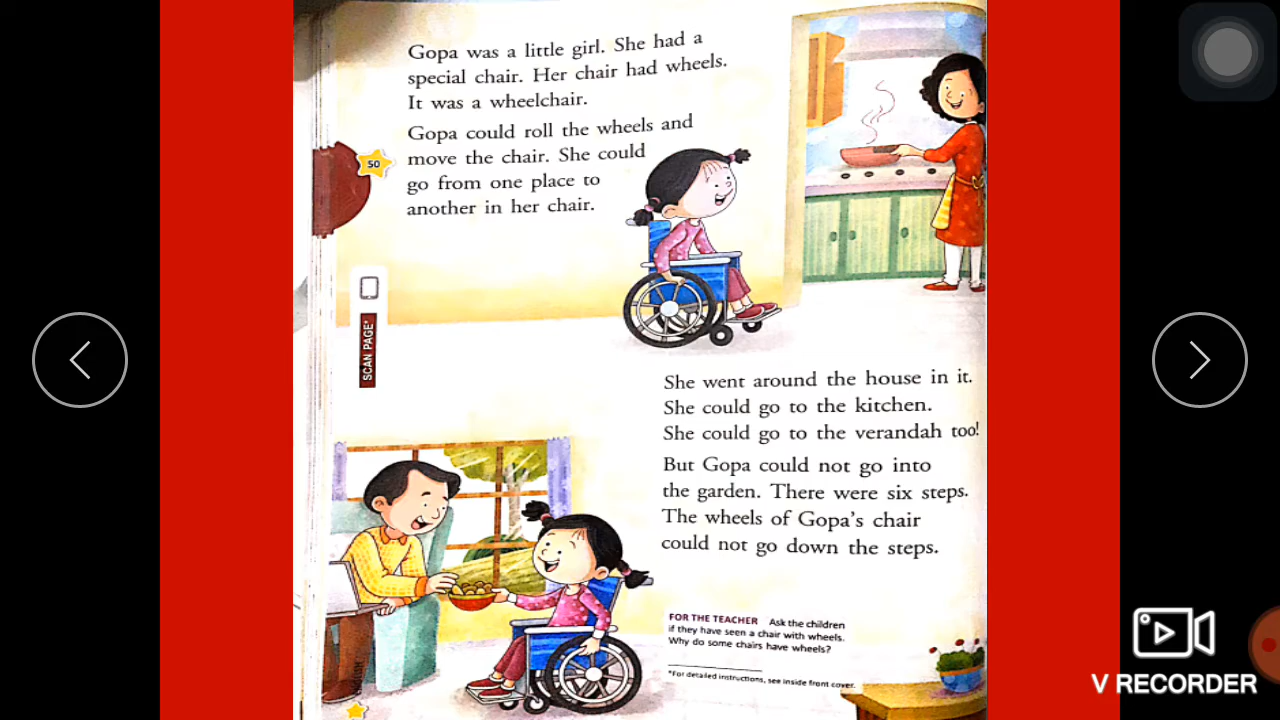 Gopa was a little girl. She had a
special chair. Her chair had wheels.
It was a wheelchair.
Gopa could roll the wheels and
move the chair. She could
go from one place to
another in her chair.
50
SCAN PAGE*
She went around the house in it.
She could go to the kitchen.
She could go to the verandah too!
But Gopa could not go into
the garden. There were six steps.
The wheels of Gopa's chair
could not go down the steps.
FOR THE TEACHER Ask the children
if they have seen a chair with wheels.
Why do some chairs have wheels?
*For detailed instructions, see inside front cover.
V RECORDER